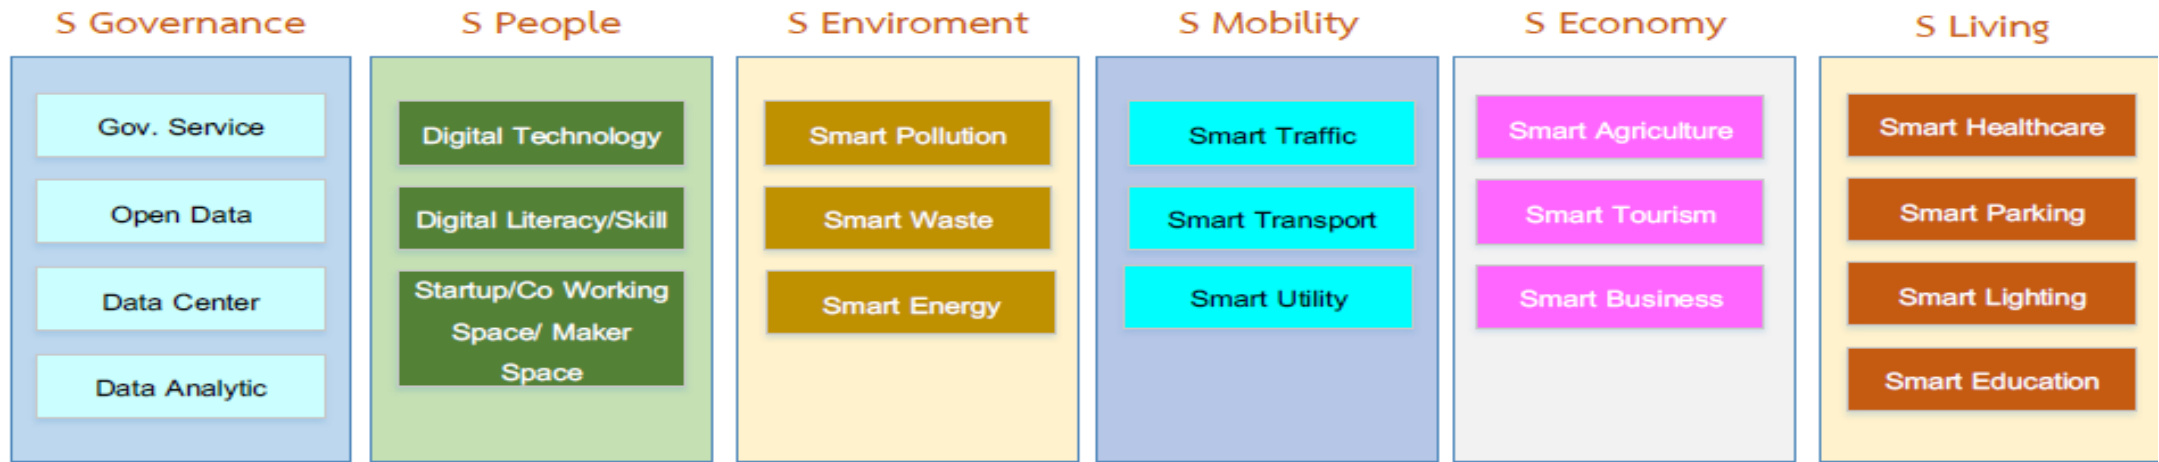 S Governance
Gov. Service
Open Data
Data Center
Data Analytic
S People
Digital Technology
Digital Literacy/Skill
Startup/Co Working
Space/ Maker
Space
S Enviroment
Smart Pollution
Smart Waste
Smart Energy
S Mobility
Smart Traffic
Smart Transport
Smart Utility
S Economy
Smart Agriculture
Smart Tourism
Smart Business
S Living
Smart Healthcare
Smart Parking
Smart Lighting
Smart Education